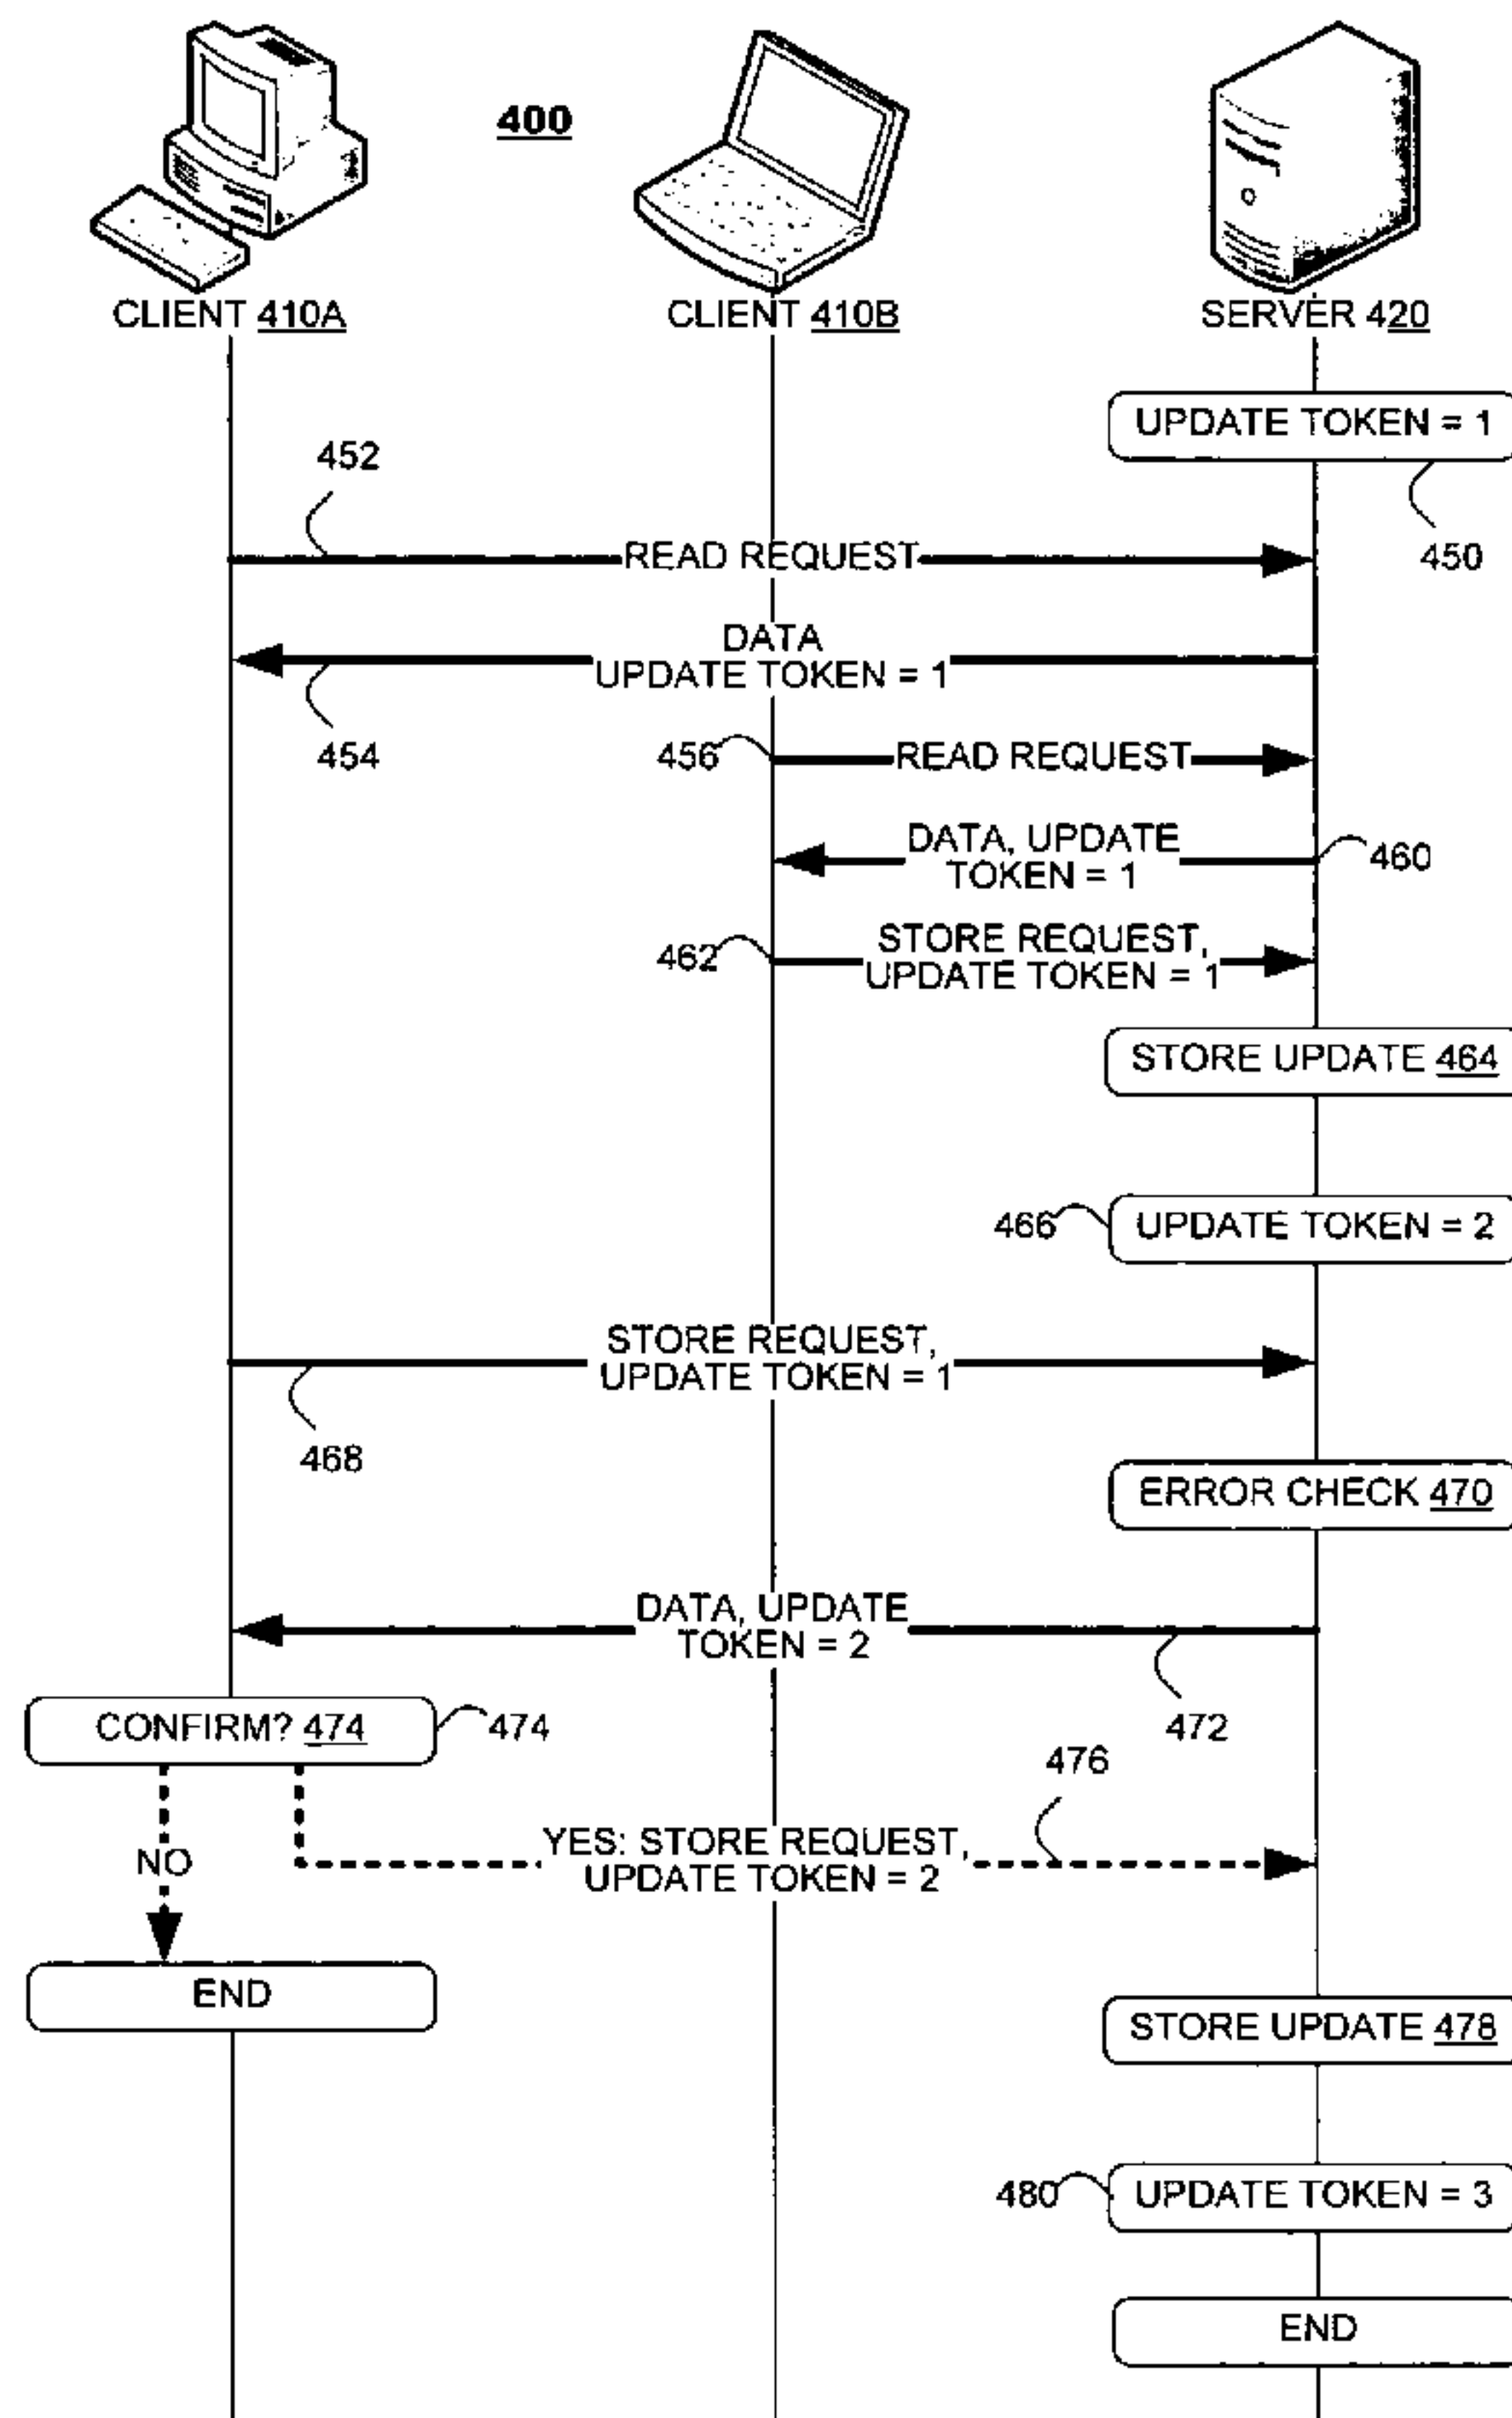 400
CLIENT 410A
CLIENT 410B
SERVER 420
UPDATE TOKEN = 1
450
452
READ REQUEST
DATA
UPDATE TOKEN = 1
454
456
READ REQUEST
DATA, UPDATE
TOKEN = 1
460
462
STORE REQUEST,
UPDATE TOKEN = 1
STORE UPDATE 464
466
UPDATE TOKEN = 2
STORE REQUEST,
UPDATE TOKEN = 1
468
ERROR CHECK 470
DATA, UPDATE
TOKEN = 2
472
CONFIRM? 474
474
476
NO
YES: STORE REQUEST,
UPDATE TOKEN = 2
END
STORE UPDATE 478
480
UPDATE TOKEN = 3
END